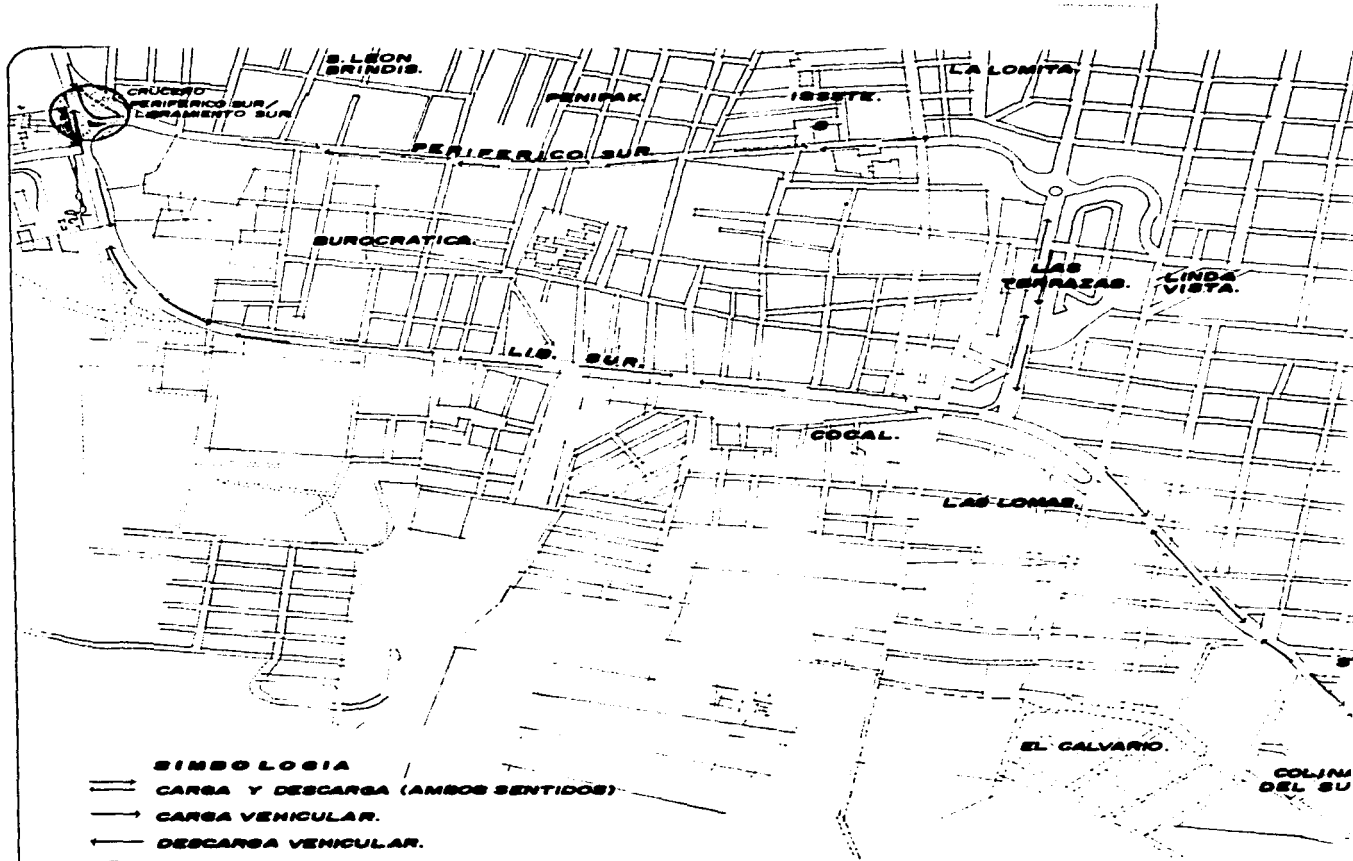 S. LEON
BRINDIS.
LA LOMITA
CRUCERO
PERIFERICO SUR/
LIBRAMIENTO SUR
PENIPAK.
ISSSTE.
PERIFERICO SUR
BUROCRATICA.
LAS
TERRAZAS.
LINDA
VISTA.
LIB. SUR.
COCAL.
LAS LOMAS.
EL CALVARIO.
COLINA
DEL SU
SIMBOLOGIA
CARGA Y DESCARGA (AMBOS SENTIDOS)
CARGA VEHICULAR.
DESCARGA VEHICULAR.